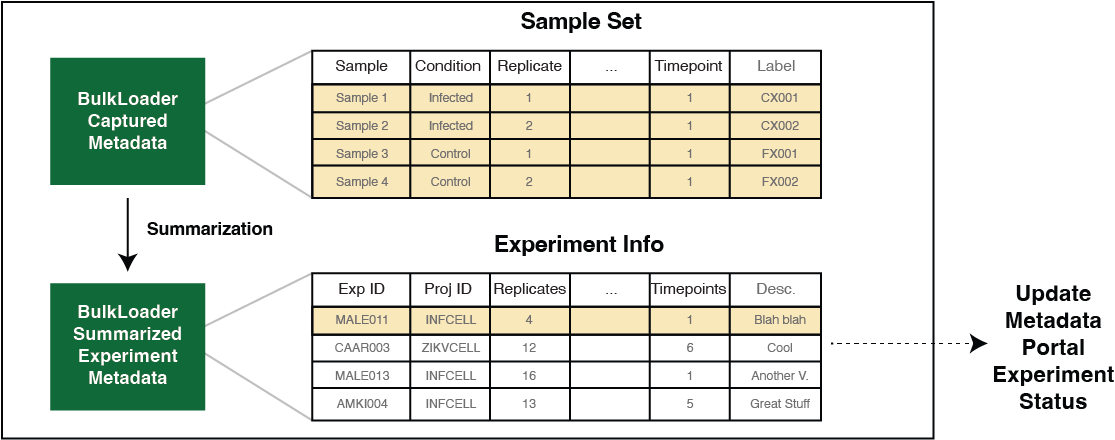 Sample Set
BulkLoader
Captured
Metadata
Sample Condition Replicate ... Timepoint Label
Sample 1 Infected 1 1 CX001
Sample 2 Infected 2 1 CX002
Sample 3 Control 1 1 FX001
Sample 4 Control 2 1 FX002
Summarization
Experiment Info
BulkLoader
Summarized
Experiment
Metadata
Exp ID Proj ID Replicates ... Timepoints Desc.
MALE011 INFCELL 4 1 Blah blah
CAAR003 ZIKVCELL 12 6 Cool
MALE013 INFCELL 16 1 Another V.
AMKI004 INFCELL 13 5 Great Stuff
Update
Metadata
Portal
Experiment
Status